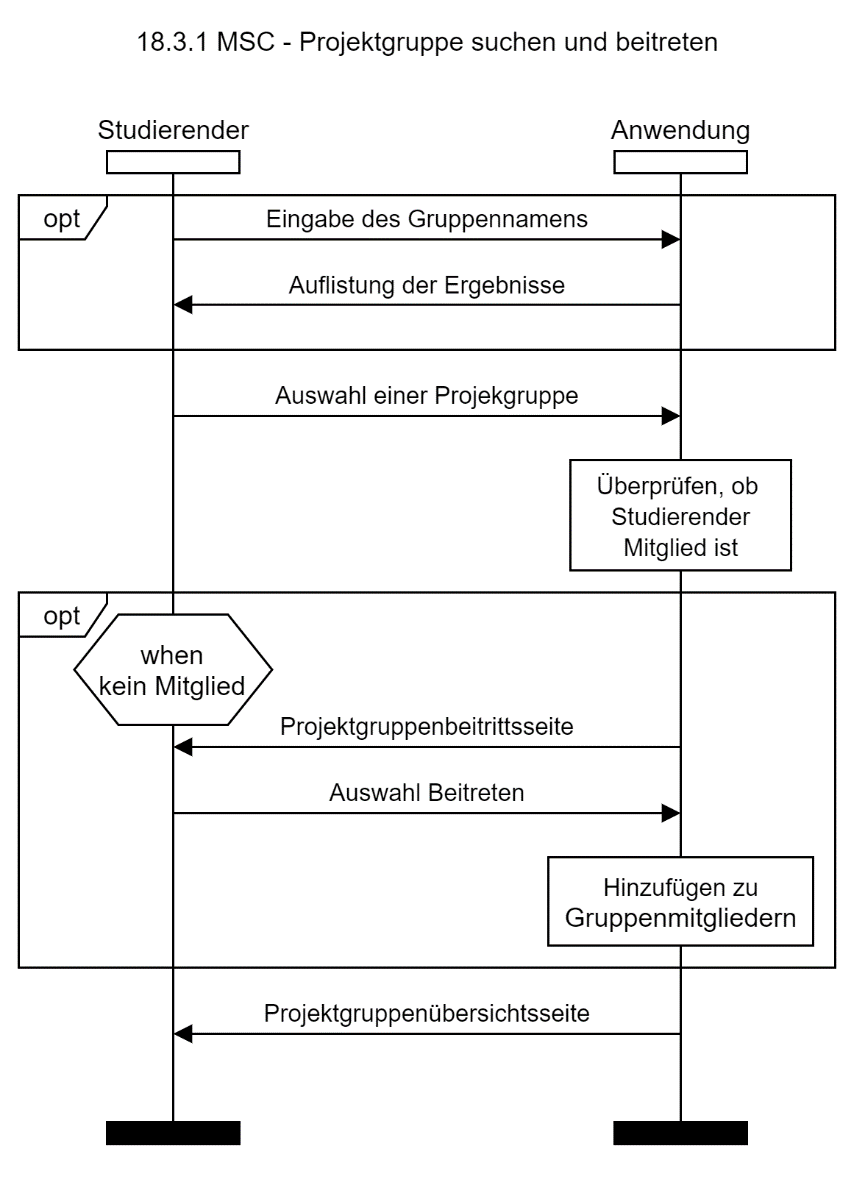 18.3.1 MSC - Projektgruppe suchen und beitreten
Studierender
Anwendung
opt
Eingabe des Gruppennamens
Auflistung der Ergebnisse
Auswahl einer Projekgruppe
Überprüfen, ob
Studierender
Mitglied ist
opt
when
kein Mitglied
Projektgruppenbeitrittsseite
Auswahl Beitreten
Hinzufügen zu
Gruppenmitgliedern
Projektgruppenübersichtsseite